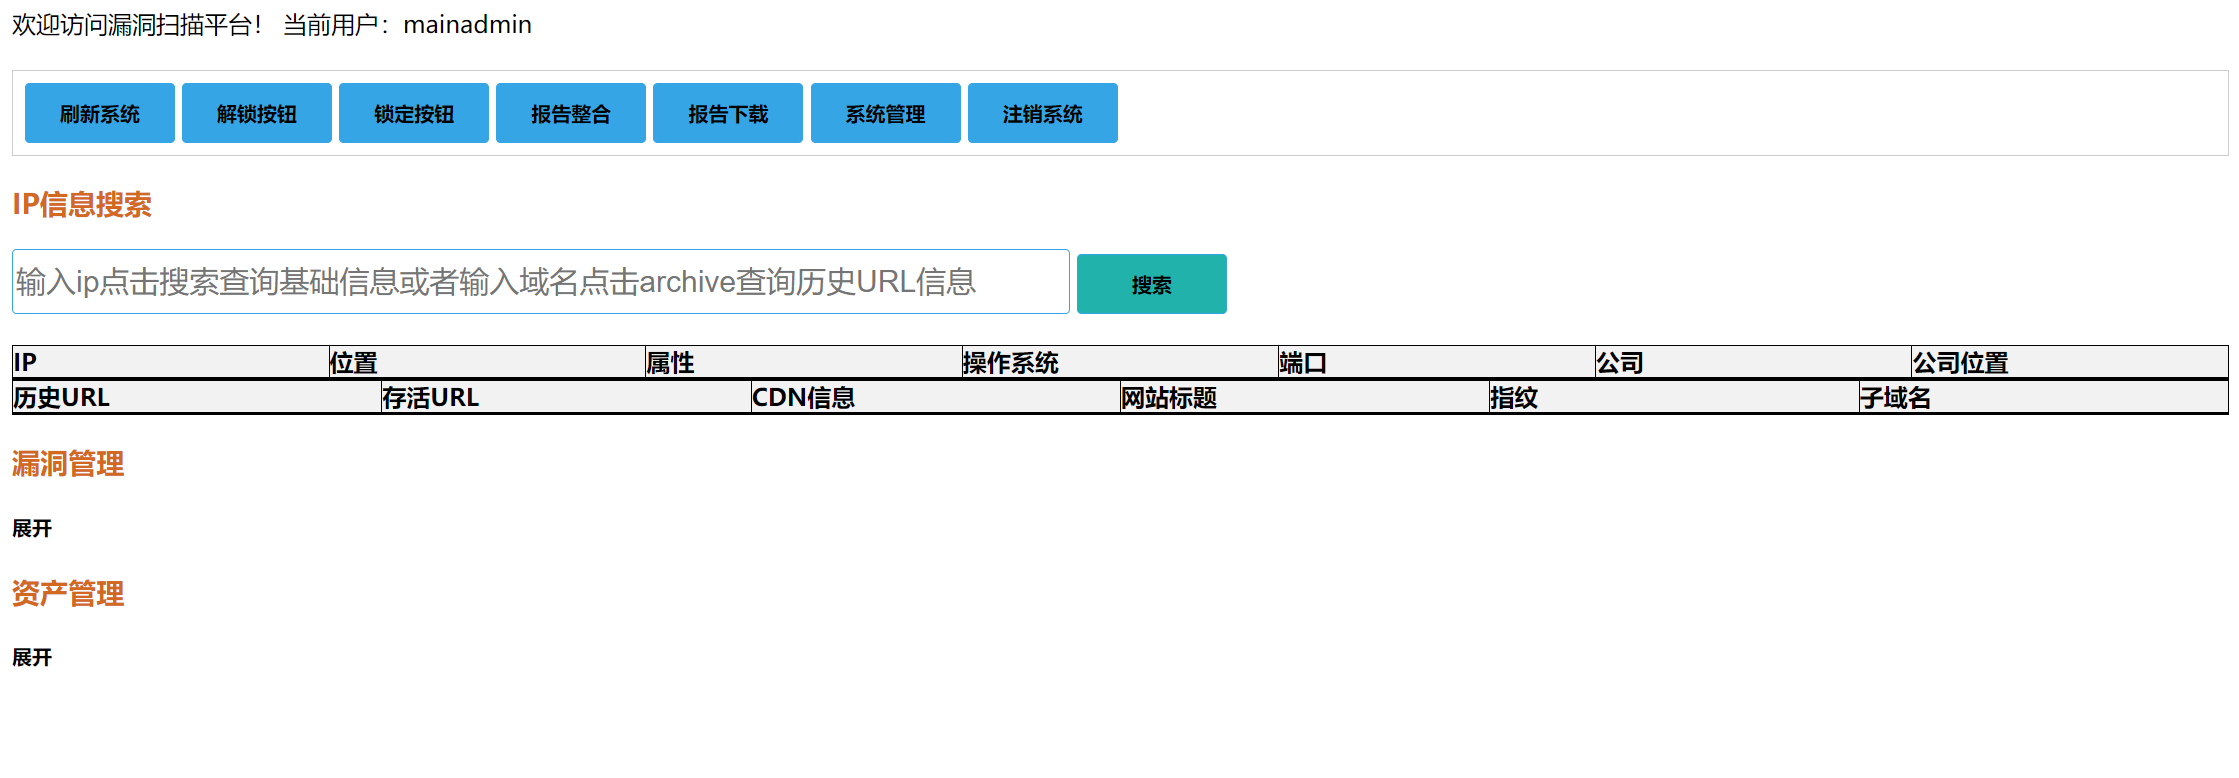 欢迎访问漏洞扫描平台！ 当前用户：mainadmin
刷新系统 解锁按钮 锁定按钮 报告整合 报告下载 系统管理 注销系统
IP信息搜索
输入ip点击搜索查询基础信息或者输入域名点击archive查询历史URL信息 搜索
IP 位置 属性 操作系统 端口 公司 公司位置
历史URL 存活URL CDN信息 网站标题 指纹 子域名
漏洞管理
展开
资产管理
展开